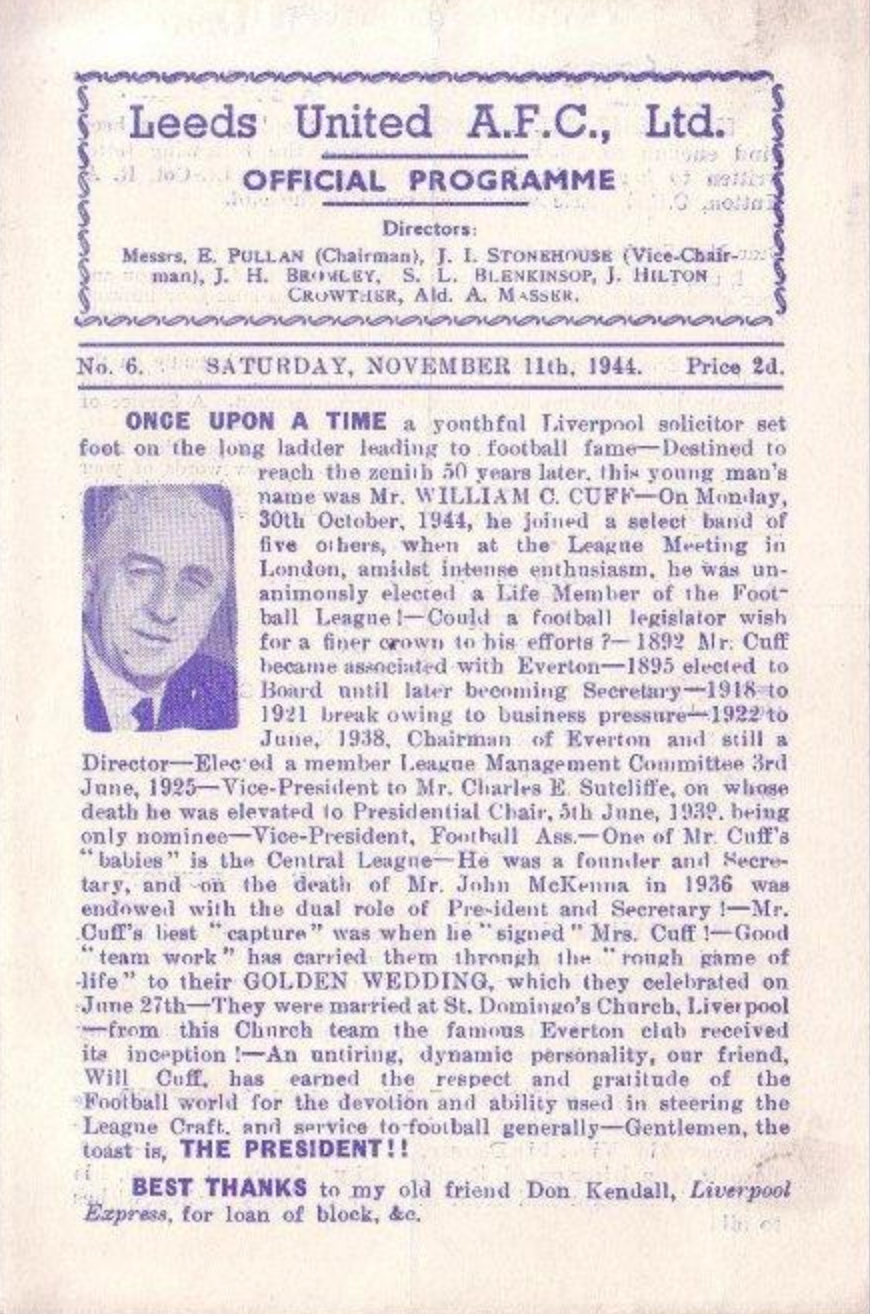 Leeds United A.F.C., Ltd.
OFFICIAL PROGRAMME
Directors:
Messrs. E. PULLAN (Chairman), J. I. STONEHOUSE (Vice-Chair-
man), J. H. BROMLEY, S. L. BLENKINSOP, J. HILTON
CROWTHER, Ald. A. MASSER.
No. 6. SATURDAY, NOVEMBER 11th, 1944. Price 2d.
ONCE UPON A TIME a youthful Liverpool solicitor set
foot on the long ladder leading to football fame—Destined to
reach the zenith 50 years later, this young man's
name was Mr. WILLIAM C. CUFF—On Monday,
30th October, 1944, he joined a select band of
five others, when at the League Meeting in
London, amidst intense enthusiasm, he was un-
animously elected a Life Member of the Foot-
ball League!—Could a football legislator wish
for a finer crown to his efforts?—1892 Mr. Cuff
became associated with Everton—1895 elected to
Board until later becoming Secretary—1918 to
1921 break owing to business pressure—1922 to
June, 1938, Chairman of Everton and still a
Director—Elected a member League Management Committee 3rd
June, 1925—Vice-President to Mr. Charles E. Sutcliffe, on whose
death he was elevated to Presidential Chair, 5th June, 1939, being
only nominee—Vice-President, Football Ass.—One of Mr. Cuff's
"babies" is the Central League—He was a founder and Secre-
tary, and on the death of Mr. John McKenna in 1936 was
endowed with the dual role of President and Secretary!—Mr.
Cuff's best "capture" was when he "signed" Mrs. Cuff!—Good
"team work" has carried them through the "rough game of
life" to their GOLDEN WEDDING, which they celebrated on
June 27th—They were married at St. Domingo's Church, Liverpool
—from this Church team the famous Everton club received
its inception!—An untiring, dynamic personality, our friend,
Will Cuff, has earned the respect and gratitude of the
Football world for the devotion and ability used in steering the
League Craft, and service to football generally—Gentlemen, the
toast is, THE PRESIDENT!!
BEST THANKS to my old friend Don Kendall, Liverpool
Express, for loan of block, &c.